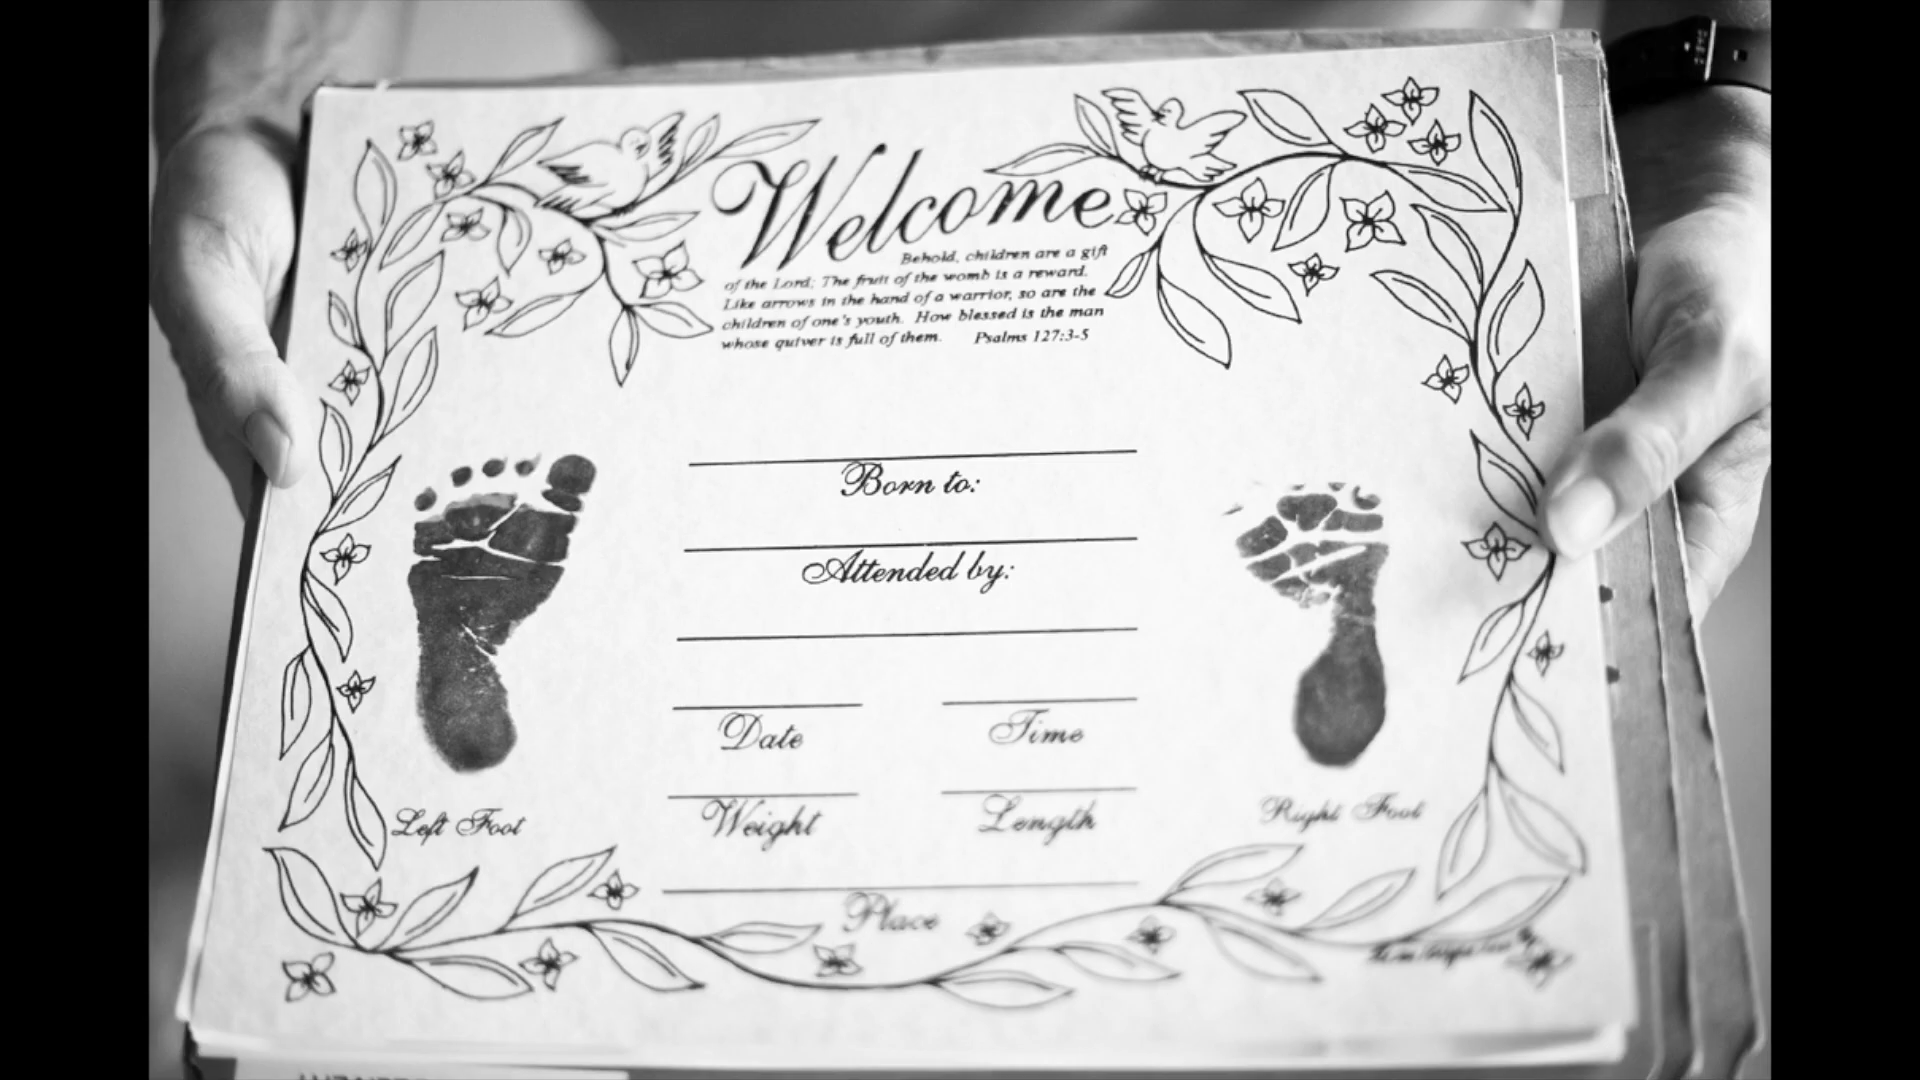 Welcome
Behold, children are a gift
of the Lord; The fruit of the womb is a reward.
Like arrows in the hand of a warrior, so are the
children of one's youth. How blessed is the man
whose quiver is full of them. Psalms 127:3-5
Born to:
Attended by:
Date Time
Weight Length
Left Foot Right Foot
Place